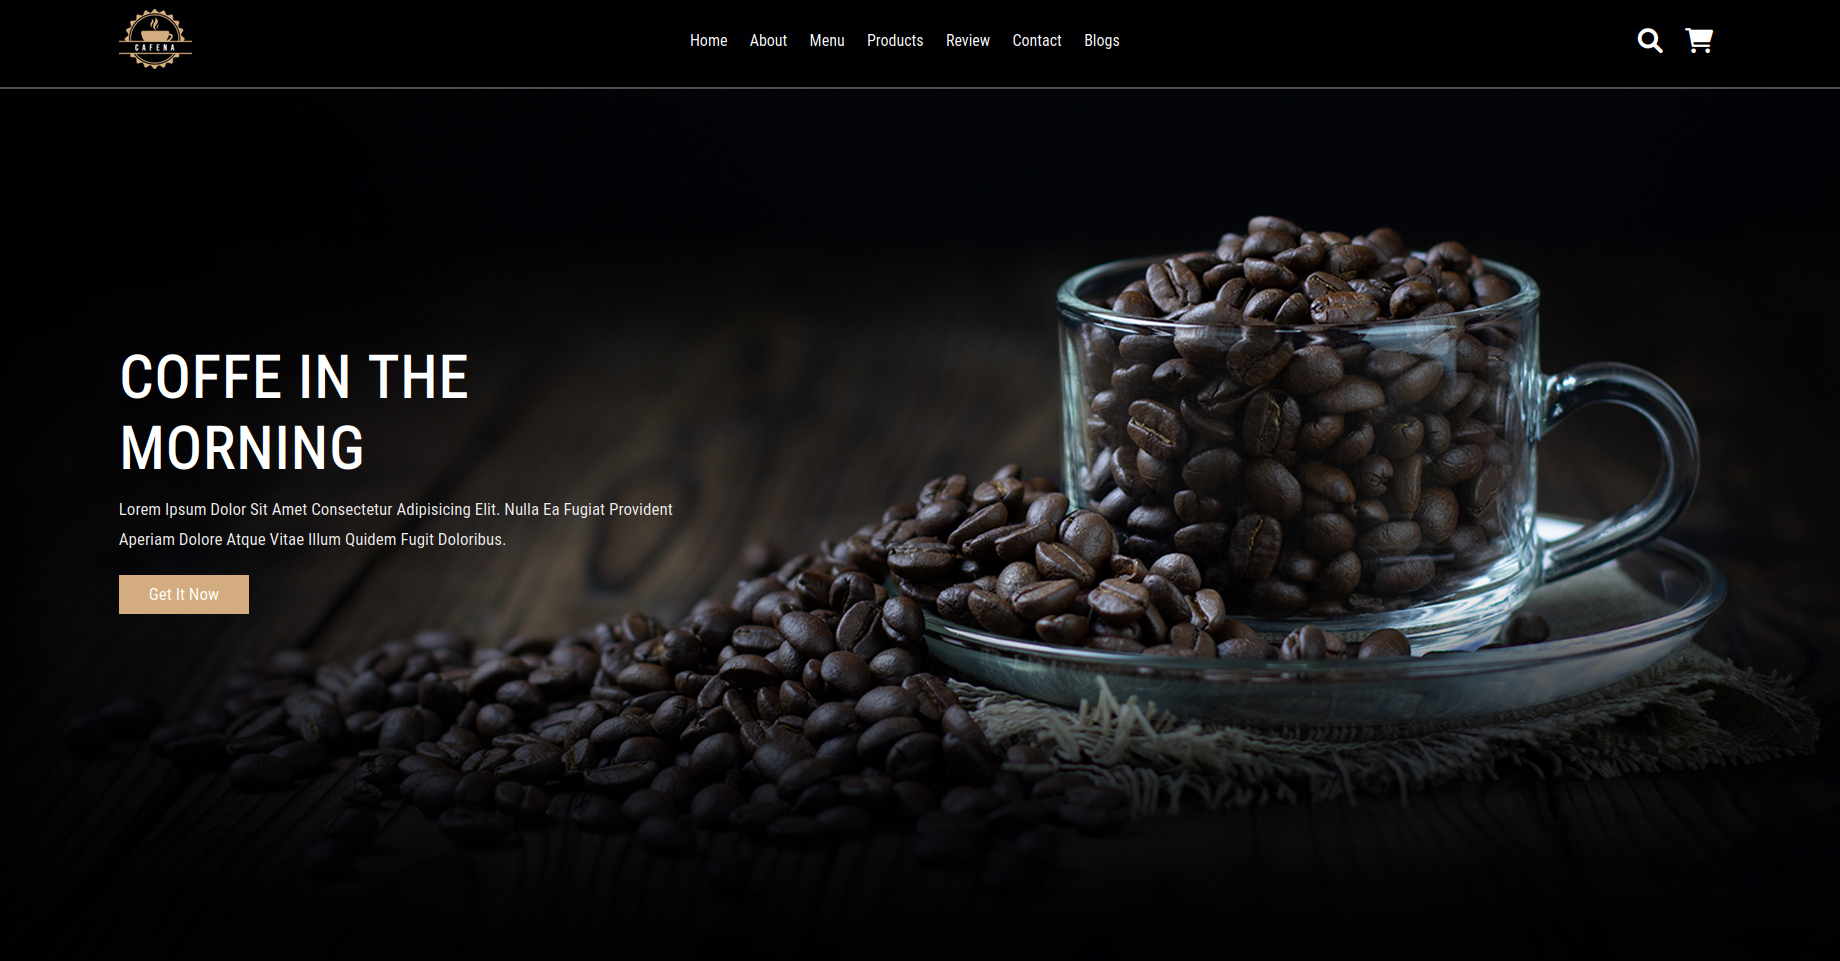 CAFENA
Home About Menu Products Review Contact Blogs
COFFE IN THE
MORNING
Lorem Ipsum Dolor Sit Amet Consectetur Adipisicing Elit. Nulla Ea Fugiat Provident
Aperiam Dolore Atque Vitae Illum Quidem Fugit Doloribus.
Get It Now